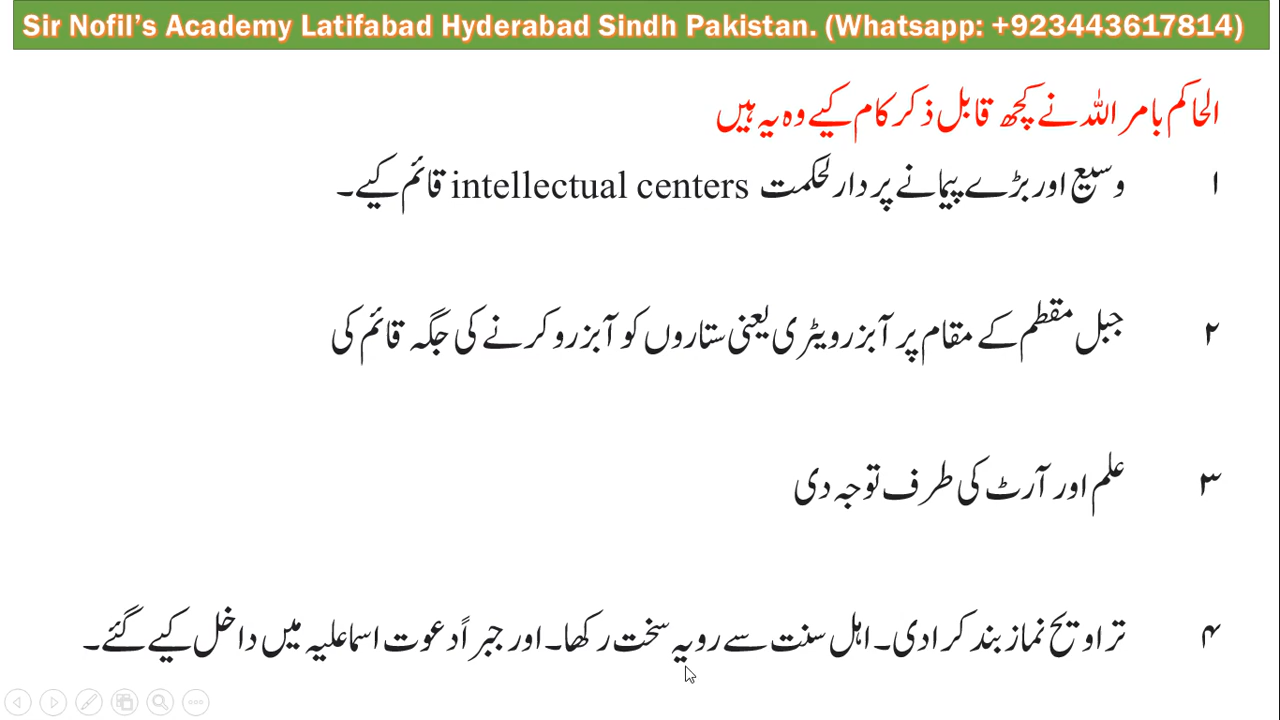 Sir Nofil's Academy Latifabad Hyderabad Sindh Pakistan. (Whatsapp: +923443617814)
الحاکم بامر اللہ نے کچھ قابل ذکر کام کیے وہ یہ ہیں
۱ وسیع اور بڑے پیمانے پر دار لحکمت intellectual centers قائم کیے۔
۲ جبل مقطم کے مقام پر آبزرویٹری یعنی ستاروں کو آبزرو کرنے کی جگہ قائم کی
۳ علم اور آرٹ کی طرف توجہ دی
۴ تراویح نماز بند کرادی۔ اہل سنت سے رویہ سخت رکھا۔ اور جبراً دعوت اسماعلیہ میں داخل کیے گئے۔